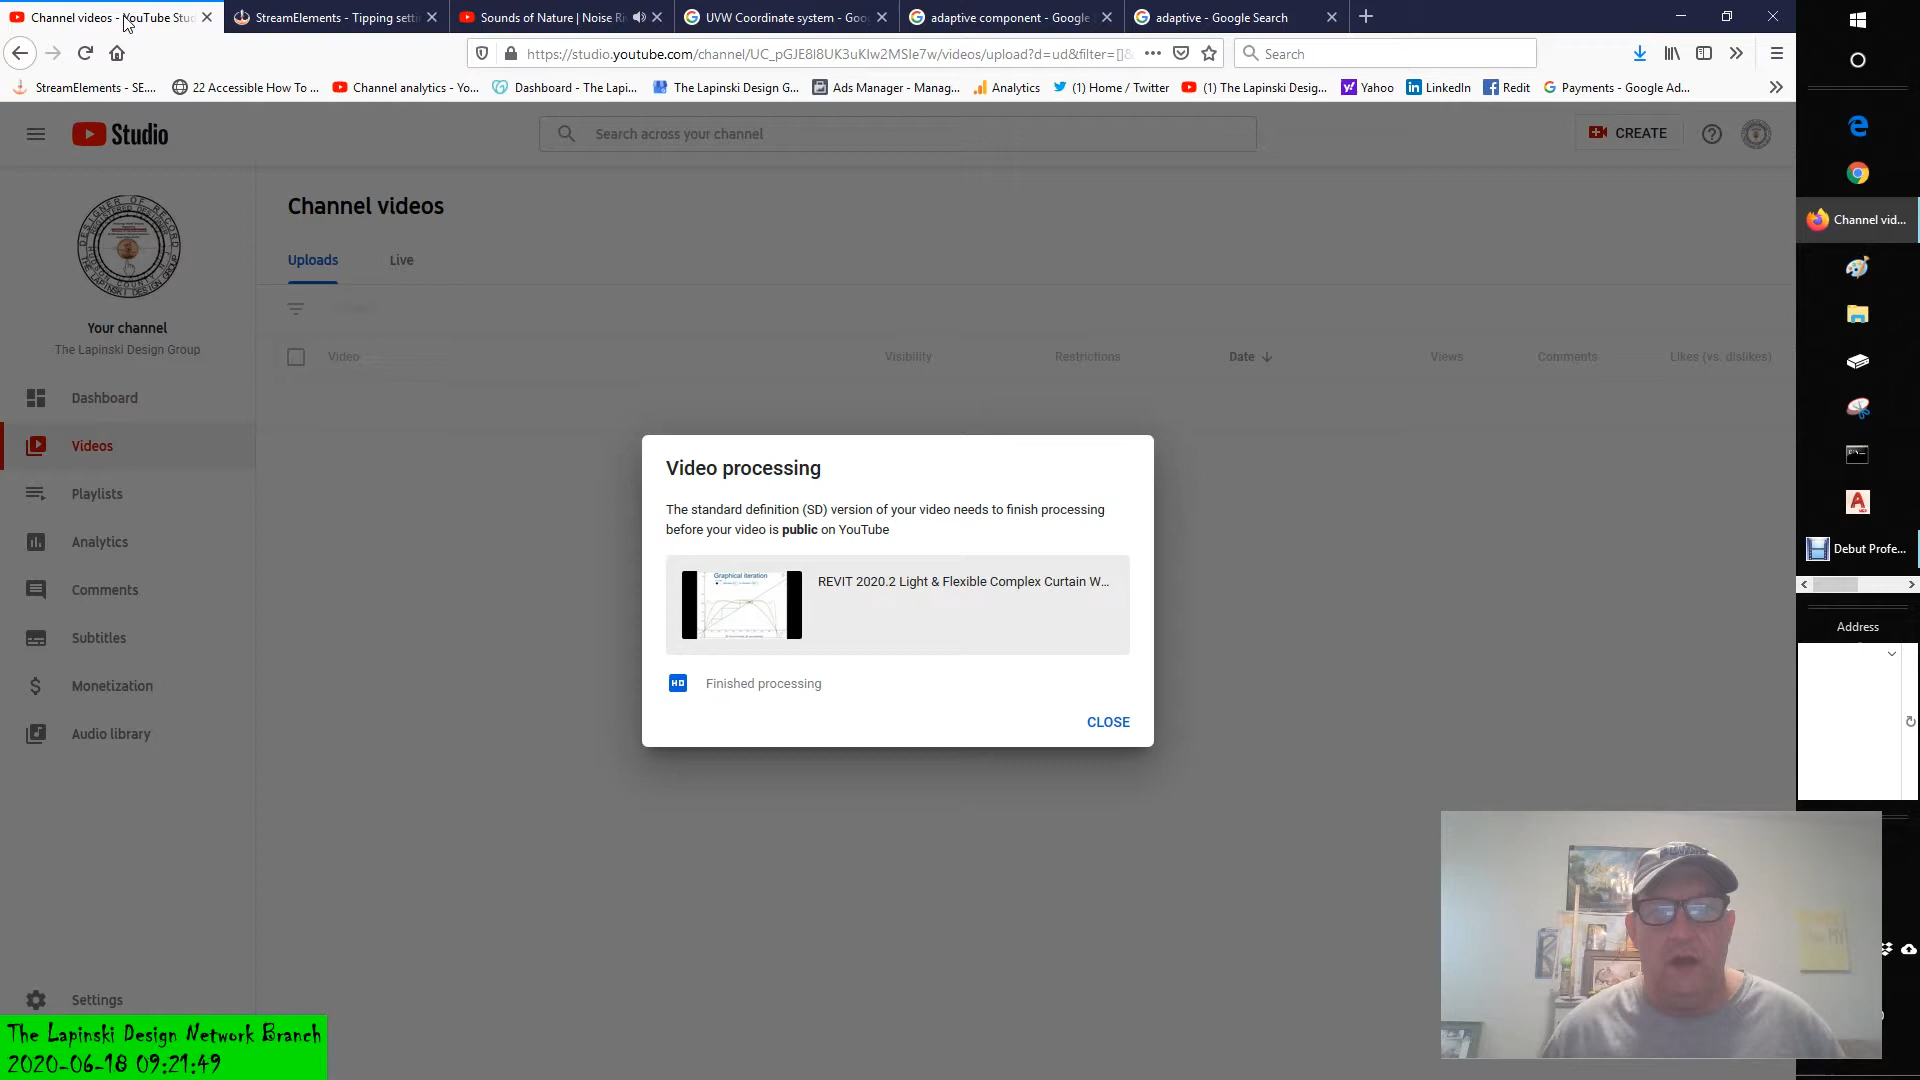 Channel videos - YouTube Stud
StreamElements - Tipping setti
Sounds of Nature | Noise Ri
UVW Coordinate system - Goo
adaptive component - Google
adaptive - Google Search
https://studio.youtube.com/channel/UC_pGJE8l8UK3uKIw2MSIe7w/videos/upload?d=ud&filter=[]&
Search
StreamElements - SE....
22 Accessible How To ...
Channel analytics - Yo...
Dashboard - The Lapi...
The Lapinski Design G...
Ads Manager - Manag...
Analytics
(1) Home / Twitter
(1) The Lapinski Desig...
Yahoo
LinkedIn
Redit
Payments - Google Ad...
Studio
Search across your channel
CREATE
Your channel
The Lapinski Design Group
Dashboard
Videos
Playlists
Analytics
Comments
Subtitles
Monetization
Audio library
Settings
Channel videos
Uploads
Live
Video
Visibility
Restrictions
Date
Views
Comments
Likes (vs. dislikes)
Video processing
The standard definition (SD) version of your video needs to finish processing
before your video is public on YouTube
Graphical iteration
REVIT 2020.2 Light & Flexible Complex Curtain W...
HD
Finished processing
CLOSE
Channel vid...
Debut Profe...
Address
The Lapinski Design Network Branch
2020-06-18 09:21:49